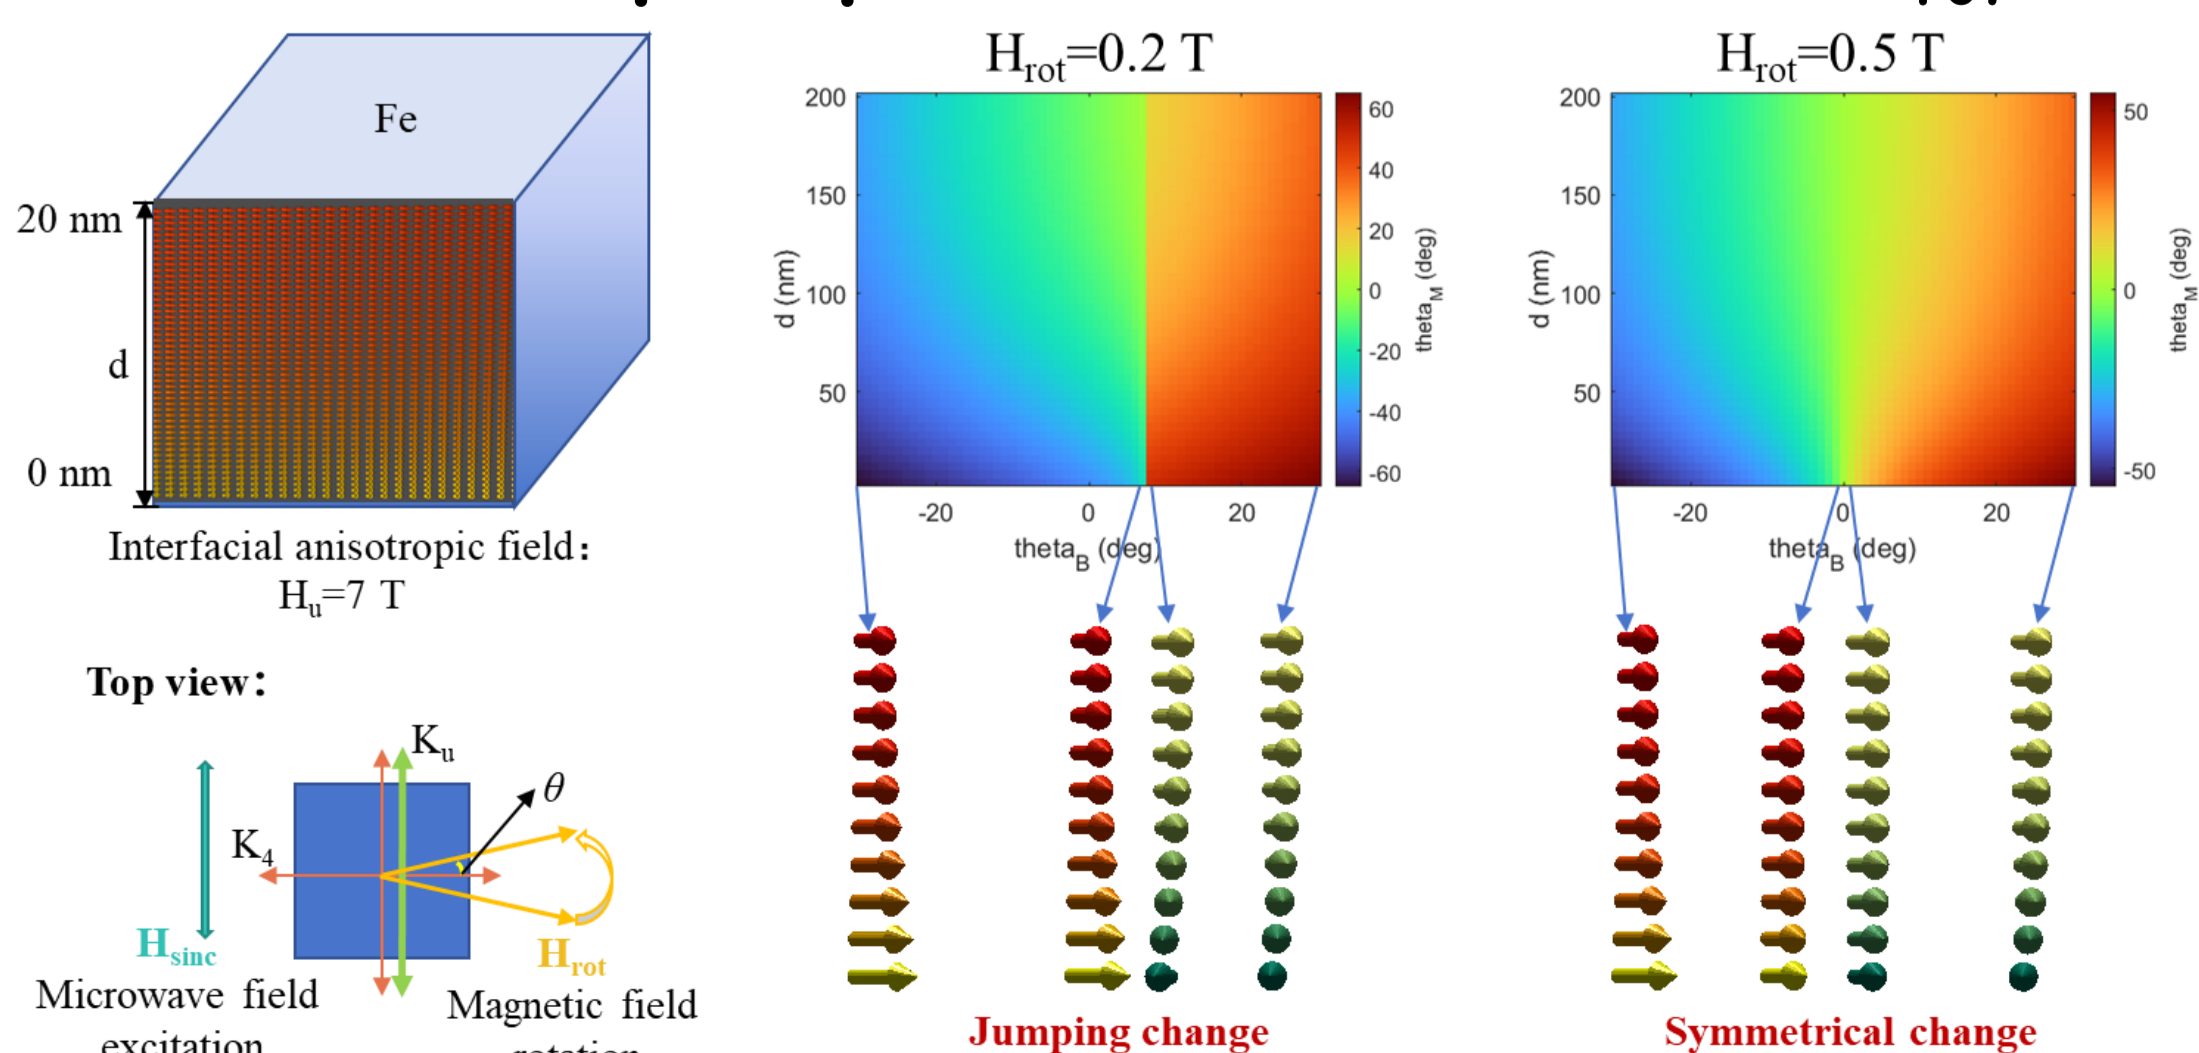 Fe
20 nm
d
0 nm
Interfacial anisotropic field:
Hu=7 T
Top view:
Ku
θ
K4
Hsinc
Hrot
Microwave field
excitation
Magnetic field
rotation
Hrot=0.2 T
200
150
100
50
d (nm)
-20
0
20
thetaB (deg)
60
40
20
0
-20
-40
-60
thetaM (deg)
Jumping change
Hrot=0.5 T
200
150
100
50
d (nm)
-20
0
20
thetaB (deg)
50
0
-50
thetaM (deg)
Symmetrical change